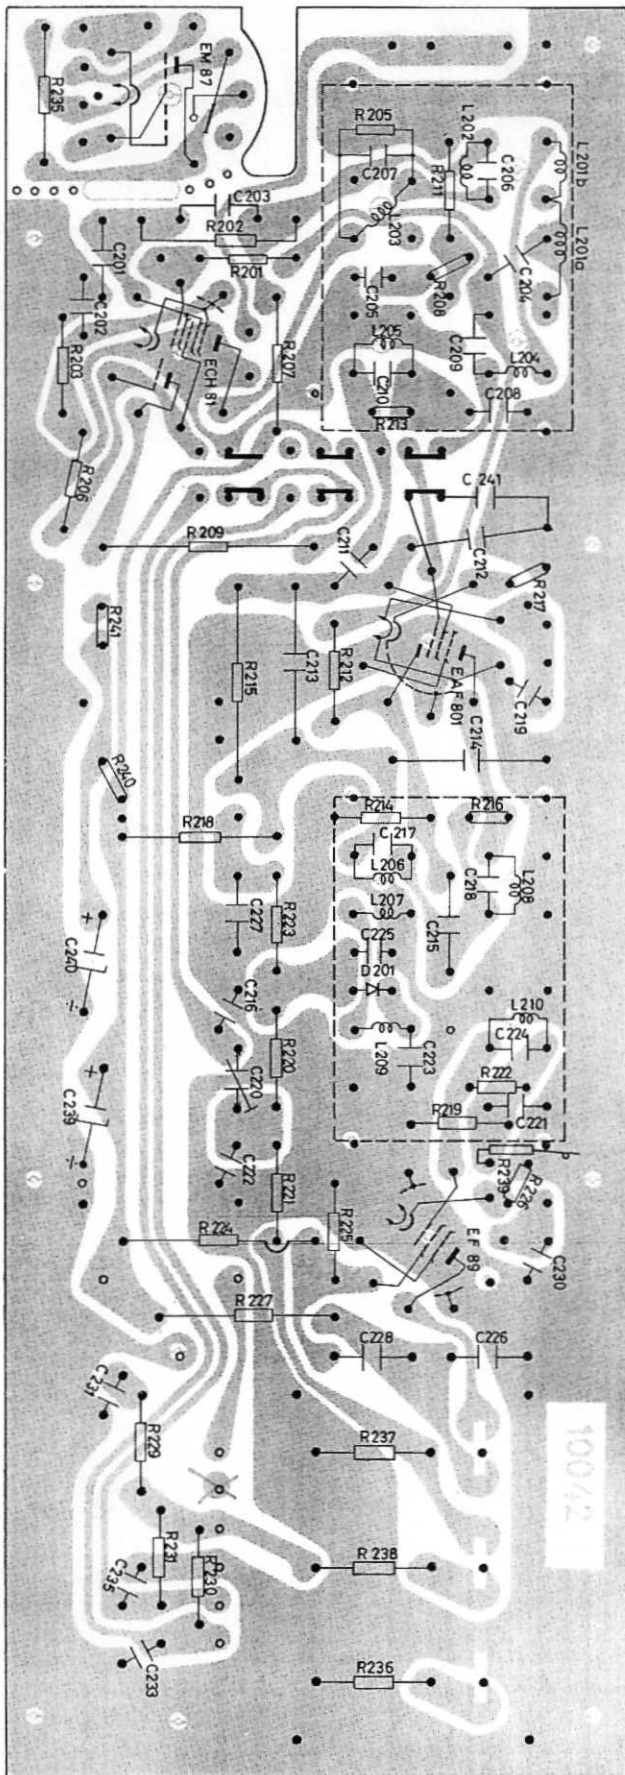 EM 87
R235
R205
C207
L202
C206
R211
L201b
L201a
L203
C203
R202
R201
C201
C202
R203
ECH 81
R207
C205
R208
C204
L205
C210
R213
C209
L204
C208
R206
R209
C 241
C212
C211
R217
R241
R215
C213
R212
EAF 801
C219
C214
R240
R218
R214
R216
C217
L206
L208
C218
L207
C215
C227
R223
C225
D201
+
C240
-
C216
L210
C224
L209
C223
R220
C220
R222
C221
R219
+
C239
-
C222
R221
R239
R226
R224
R225
EF 89
C230
R227
C228
C226
C231
R229
R237
10042
R231
R230
C235
R238
C233
R236
P